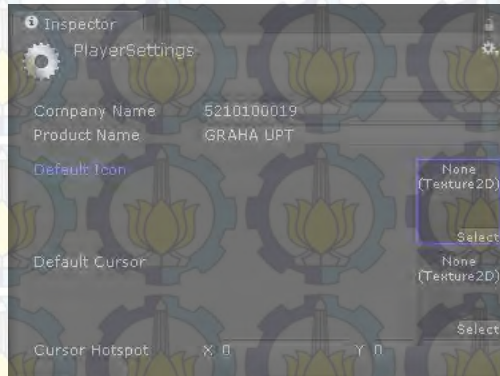 Inspector
PlayerSettings
Company Name 5210100019
Product Name GRAHA UPT
Default Icon
None
(Texture2D)
Select
Default Cursor
None
(Texture2D)
Select
Cursor Hotspot X 0 Y 0